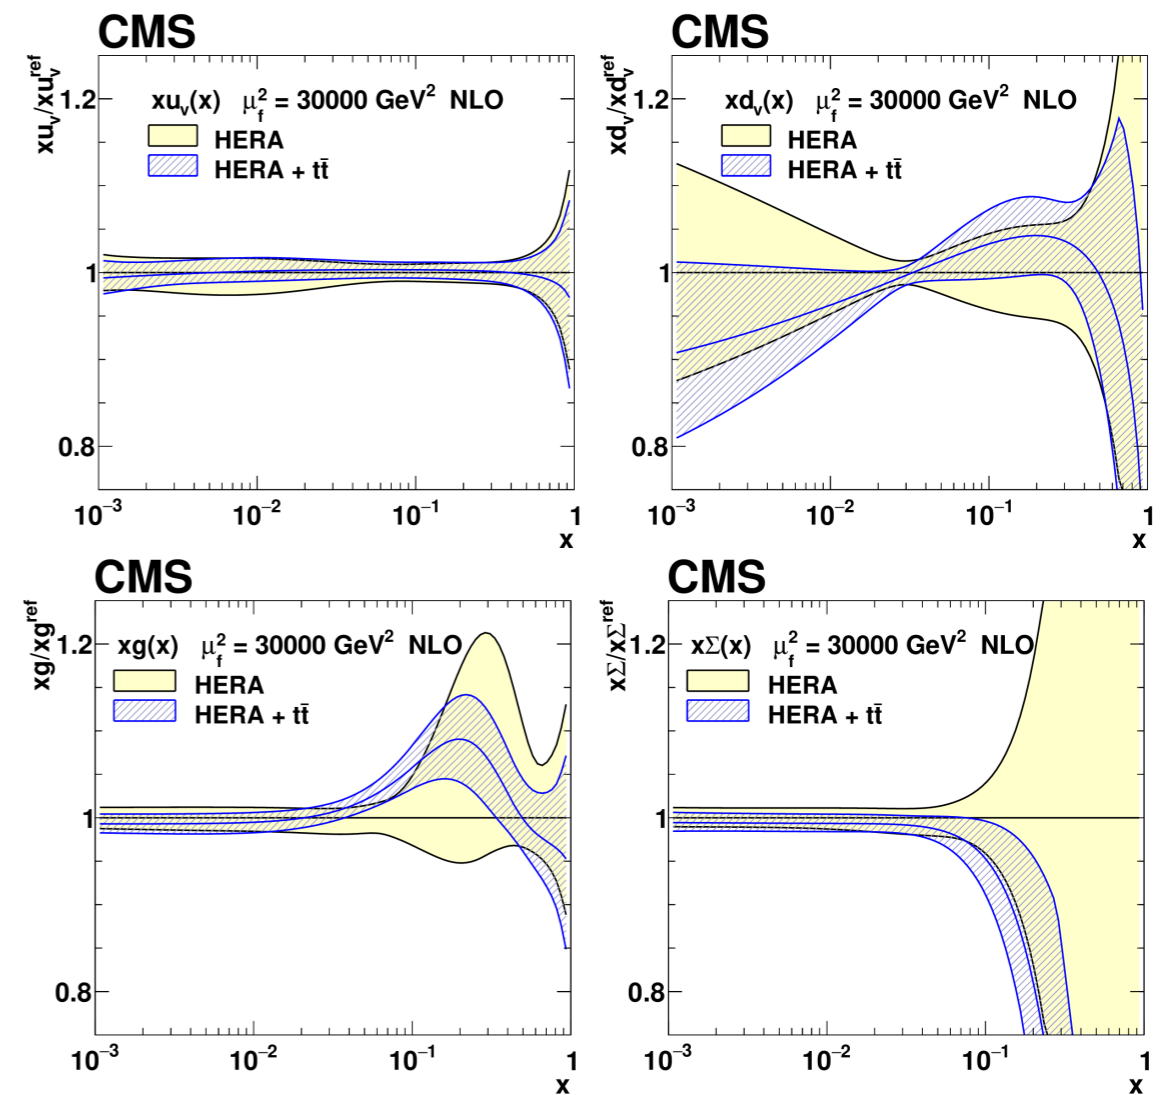 CMS
xu_v/xu_v^ref
xu_v(x) μ_f^2 = 30000 GeV^2 NLO
HERA
HERA + tt̄
1.2
1
0.8
10^−3 10^−2 10^−1 1
x
CMS
xd_v/xd_v^ref
xd_v(x) μ_f^2 = 30000 GeV^2 NLO
HERA
HERA + tt̄
1.2
1
0.8
10^−3 10^−2 10^−1 1
x
CMS
xg/xg^ref
xg(x) μ_f^2 = 30000 GeV^2 NLO
HERA
HERA + tt̄
1.2
1
0.8
10^−3 10^−2 10^−1 1
x
CMS
xΣ/xΣ^ref
xΣ(x) μ_f^2 = 30000 GeV^2 NLO
HERA
HERA + tt̄
1.2
1
0.8
10^−3 10^−2 10^−1 1
x